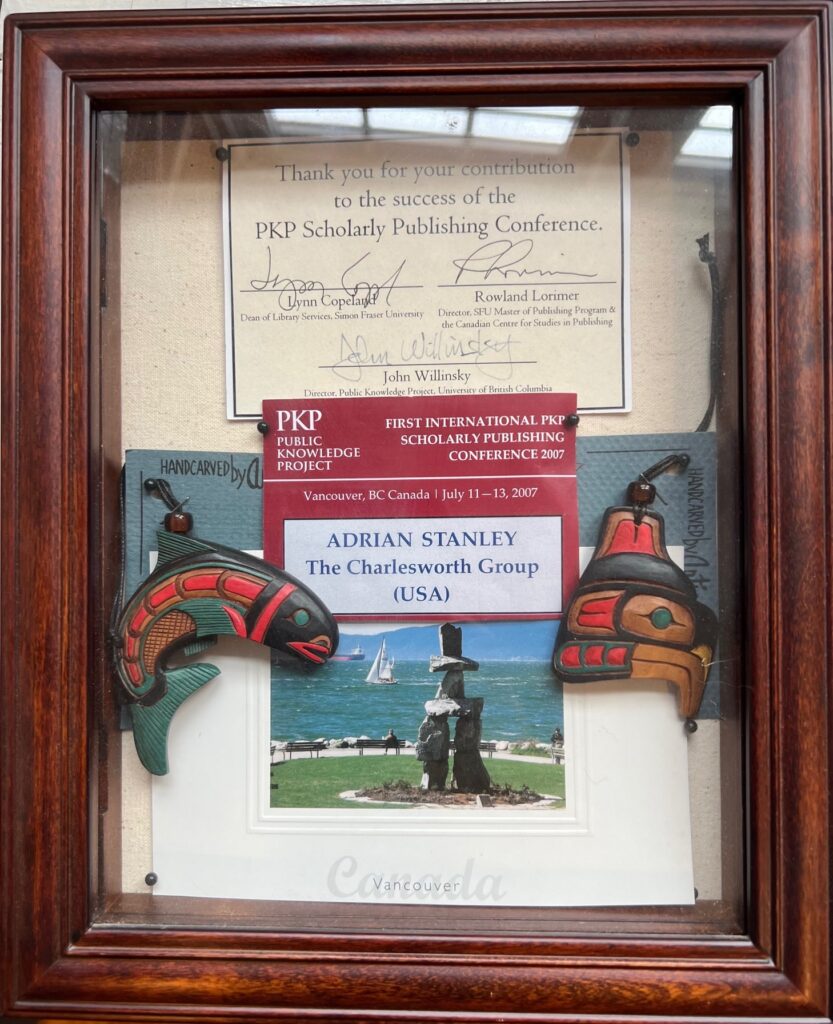 Thank you for your contribution
to the success of the
PKP Scholarly Publishing Conference.
Lynn Copeland
Rowland Lorimer
Dean of Library Services, Simon Fraser University
Director, SFU Master of Publishing Program &
the Canadian Centre for Studies in Publishing
John Willinsky
John Willinsky
Director, Public Knowledge Project, University of British Columbia
PKP
PUBLIC
KNOWLEDGE
PROJECT
FIRST INTERNATIONAL PKP
SCHOLARLY PUBLISHING
CONFERENCE 2007
Vancouver, BC Canada | July 11—13, 2007
HANDCARVED by
HANDCARVED by
ADRIAN STANLEY
The Charlesworth Group
(USA)
Canada
Vancouver